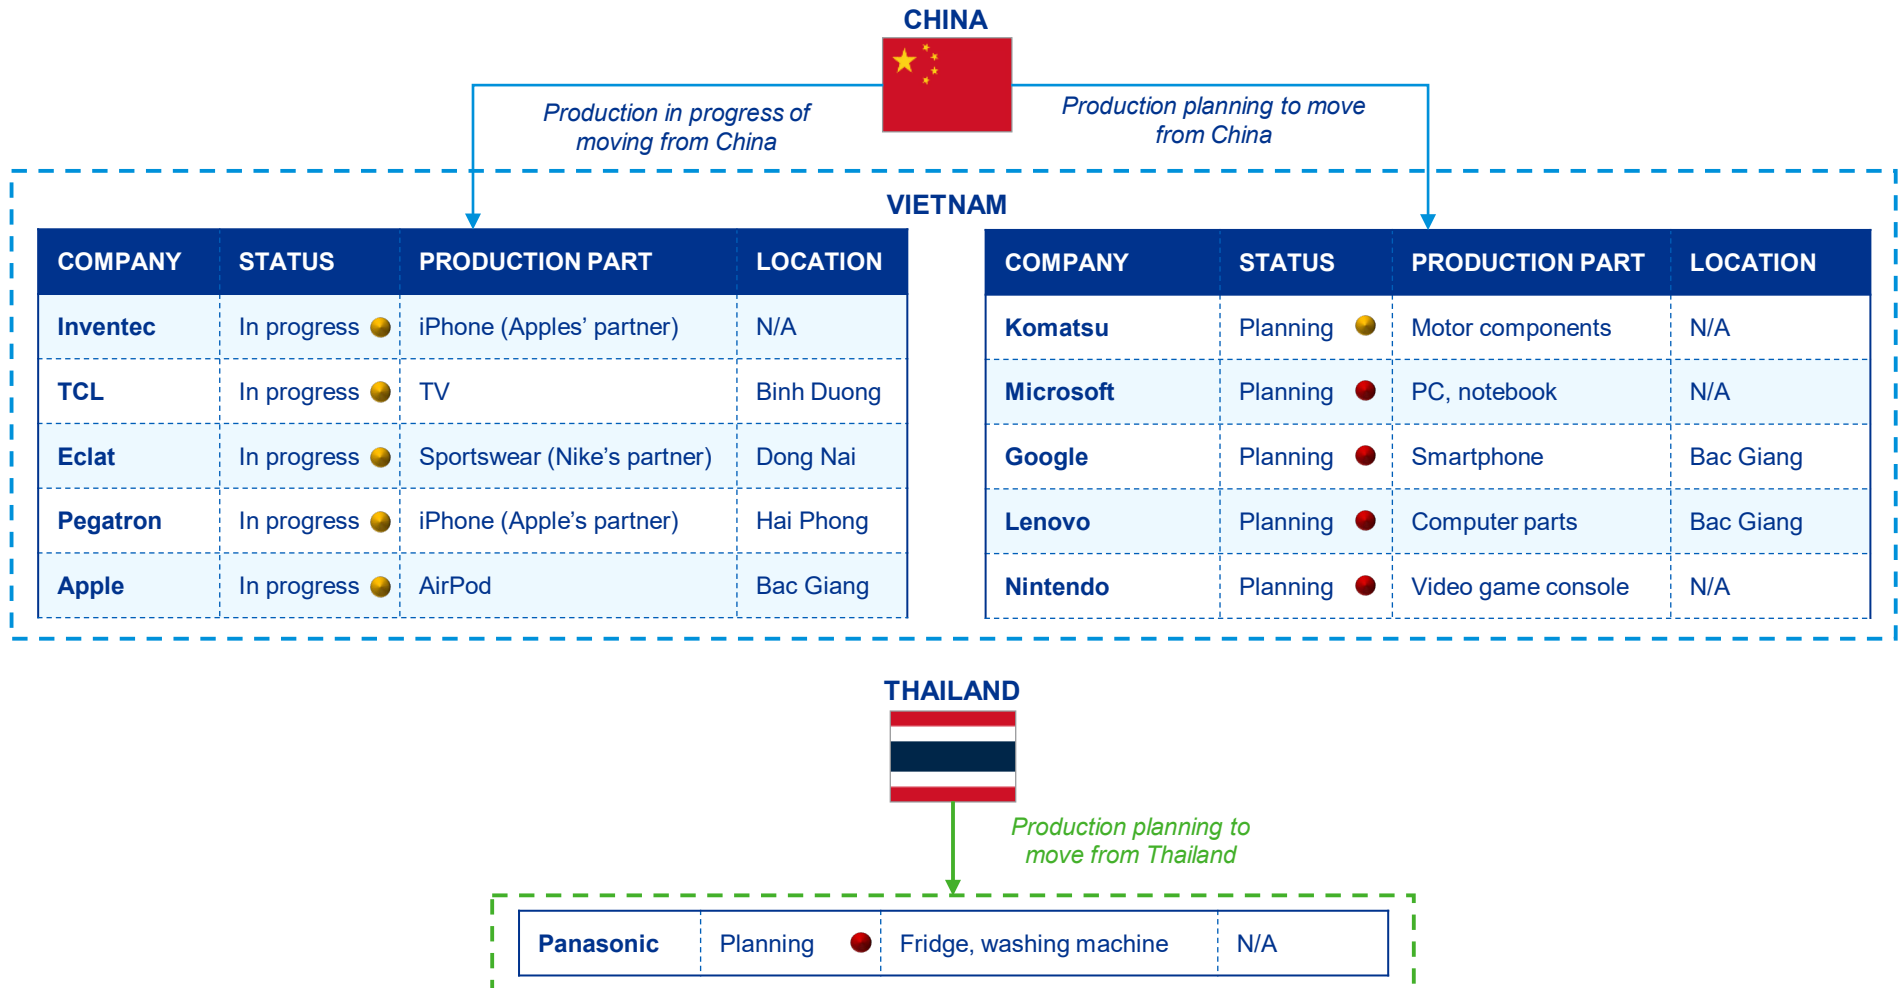 CHINA
Production in progress of
moving from China
Production planning to move
from China
VIETNAM
COMPANY STATUS PRODUCTION PART LOCATION
Inventec In progress iPhone (Apples’ partner) N/A
TCL In progress TV Binh Duong
Eclat In progress Sportswear (Nike’s partner) Dong Nai
Pegatron In progress iPhone (Apple’s partner) Hai Phong
Apple In progress AirPod Bac Giang
COMPANY STATUS PRODUCTION PART LOCATION
Komatsu Planning Motor components N/A
Microsoft Planning PC, notebook N/A
Google Planning Smartphone Bac Giang
Lenovo Planning Computer parts Bac Giang
Nintendo Planning Video game console N/A
THAILAND
Production planning to
move from Thailand
Panasonic Planning Fridge, washing machine N/A